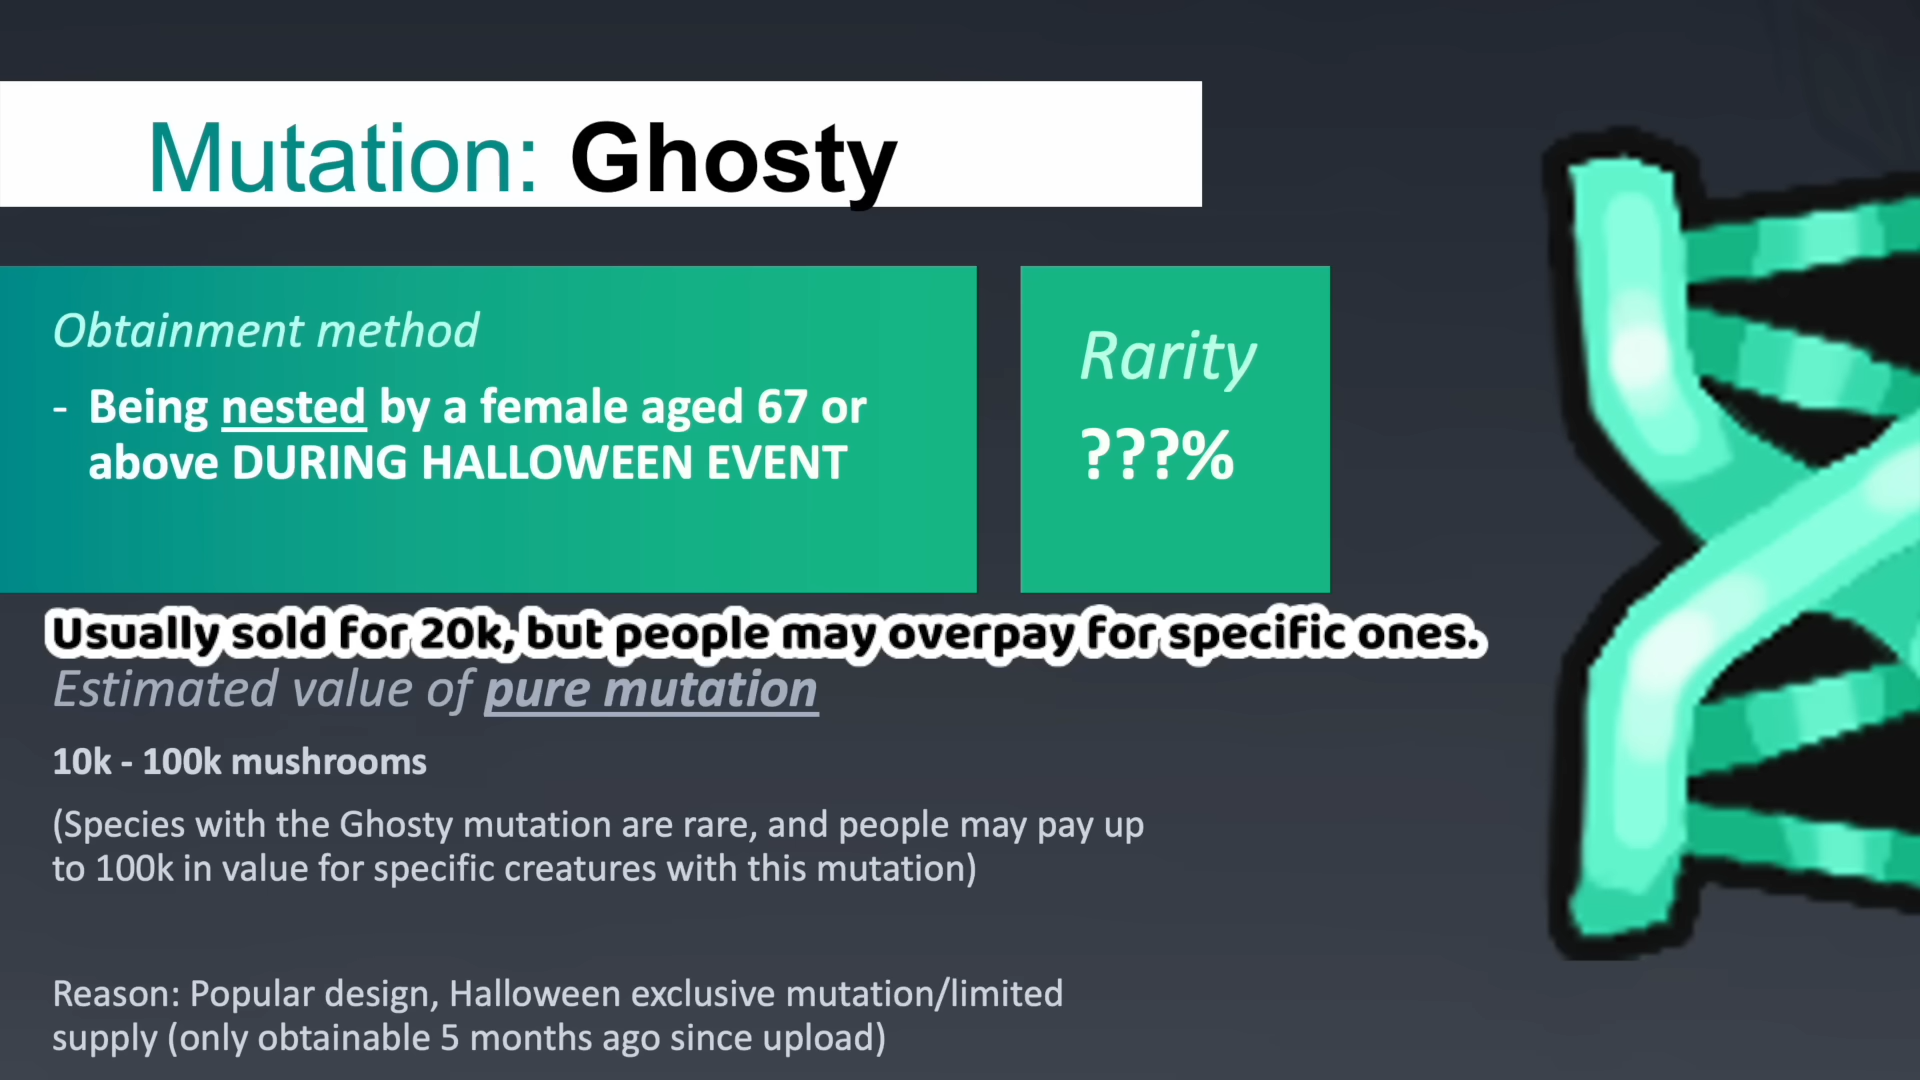 Mutation: Ghosty
Obtainment method
- Being nested by a female aged 67 or
above DURING HALLOWEEN EVENT
Rarity
???%
Usually sold for 20k, but people may overpay for specific ones.
Estimated value of pure mutation
10k - 100k mushrooms
(Species with the Ghosty mutation are rare, and people may pay up
to 100k in value for specific creatures with this mutation)
Reason: Popular design, Halloween exclusive mutation/limited
supply (only obtainable 5 months ago since upload)